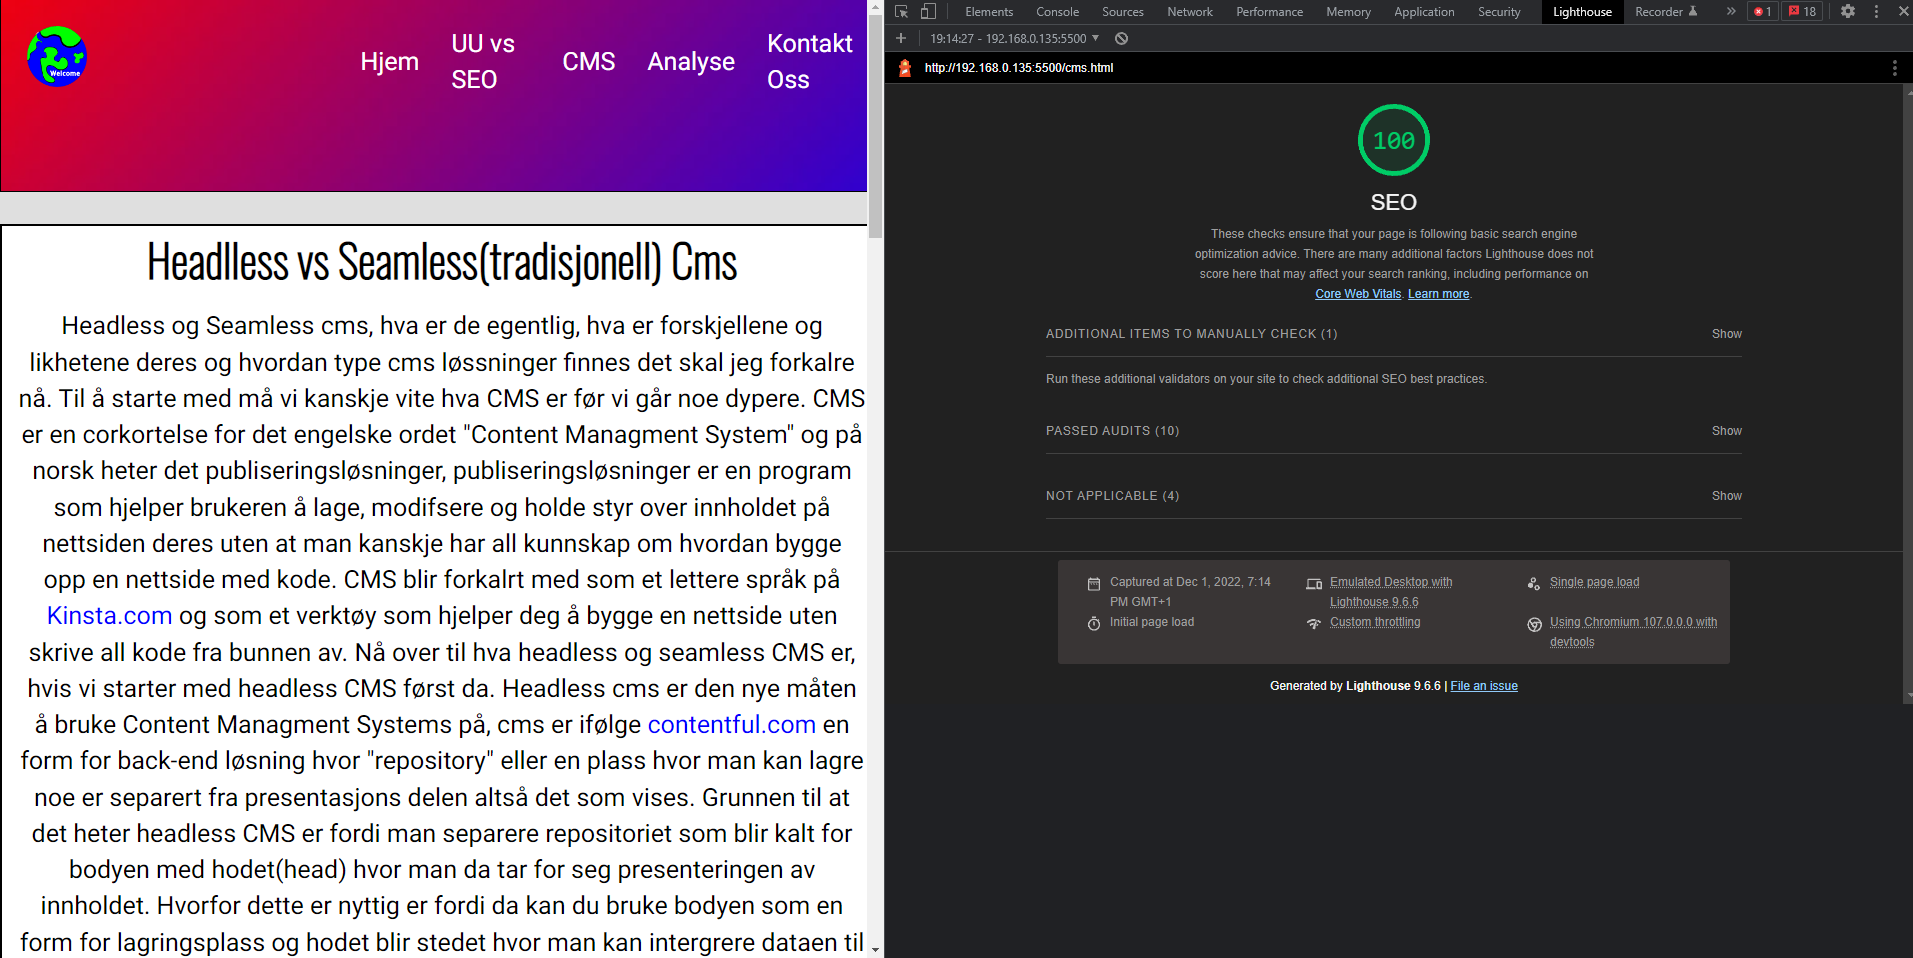 Welcome
Hjem
UU vs
SEO
CMS
Analyse
Kontakt
Oss
Headlless vs Seamless(tradisjonell) Cms
Headless og Seamless cms, hva er de egentlig, hva er forskjellene og
likhetene deres og hvordan type cms løssninger finnes det skal jeg forkalre
nå. Til å starte med må vi kanskje vite hva CMS er før vi går noe dypere. CMS
er en corkortelse for det engelske ordet "Content Managment System" og på
norsk heter det publiseringsløsninger, publiseringsløsninger er en program
som hjelper brukeren å lage, modifsere og holde styr over innholdet på
nettsiden deres uten at man kanskje har all kunnskap om hvordan bygge
opp en nettside med kode. CMS blir forkalrt med som et lettere språk på
Kinsta.com og som et verktøy som hjelper deg å bygge en nettside uten
skrive all kode fra bunnen av. Nå over til hva headless og seamless CMS er,
hvis vi starter med headless CMS først da. Headless cms er den nye måten
å bruke Content Managment Systems på, cms er ifølge contentful.com en
form for back-end løsning hvor "repository" eller en plass hvor man kan lagre
noe er separert fra presentasjons delen altså det som vises. Grunnen til at
det heter headless CMS er fordi man separere repositoriet som blir kalt for
bodyen med hodet(head) hvor man da tar for seg presenteringen av
innholdet. Hvorfor dette er nyttig er fordi da kan du bruke bodyen som en
form for lagringsplass og hodet blir stedet hvor man kan intergrere dataen til
Elements Console Sources Network Performance Memory Application Security Lighthouse Recorder 1 18
19:14:27 - 192.168.0.135:5500
http://192.168.0.135:5500/cms.html
100
SEO
These checks ensure that your page is following basic search engine
optimization advice. There are many additional factors Lighthouse does not
score here that may affect your search ranking, including performance on
Core Web Vitals. Learn more.
ADDITIONAL ITEMS TO MANUALLY CHECK (1) Show
Run these additional validators on your site to check additional SEO best practices.
PASSED AUDITS (10) Show
NOT APPLICABLE (4) Show
Captured at Dec 1, 2022, 7:14
PM GMT+1
Initial page load
Emulated Desktop with
Lighthouse 9.6.6
Custom throttling
Single page load
Using Chromium 107.0.0.0 with
devtools
Generated by Lighthouse 9.6.6 | File an issue